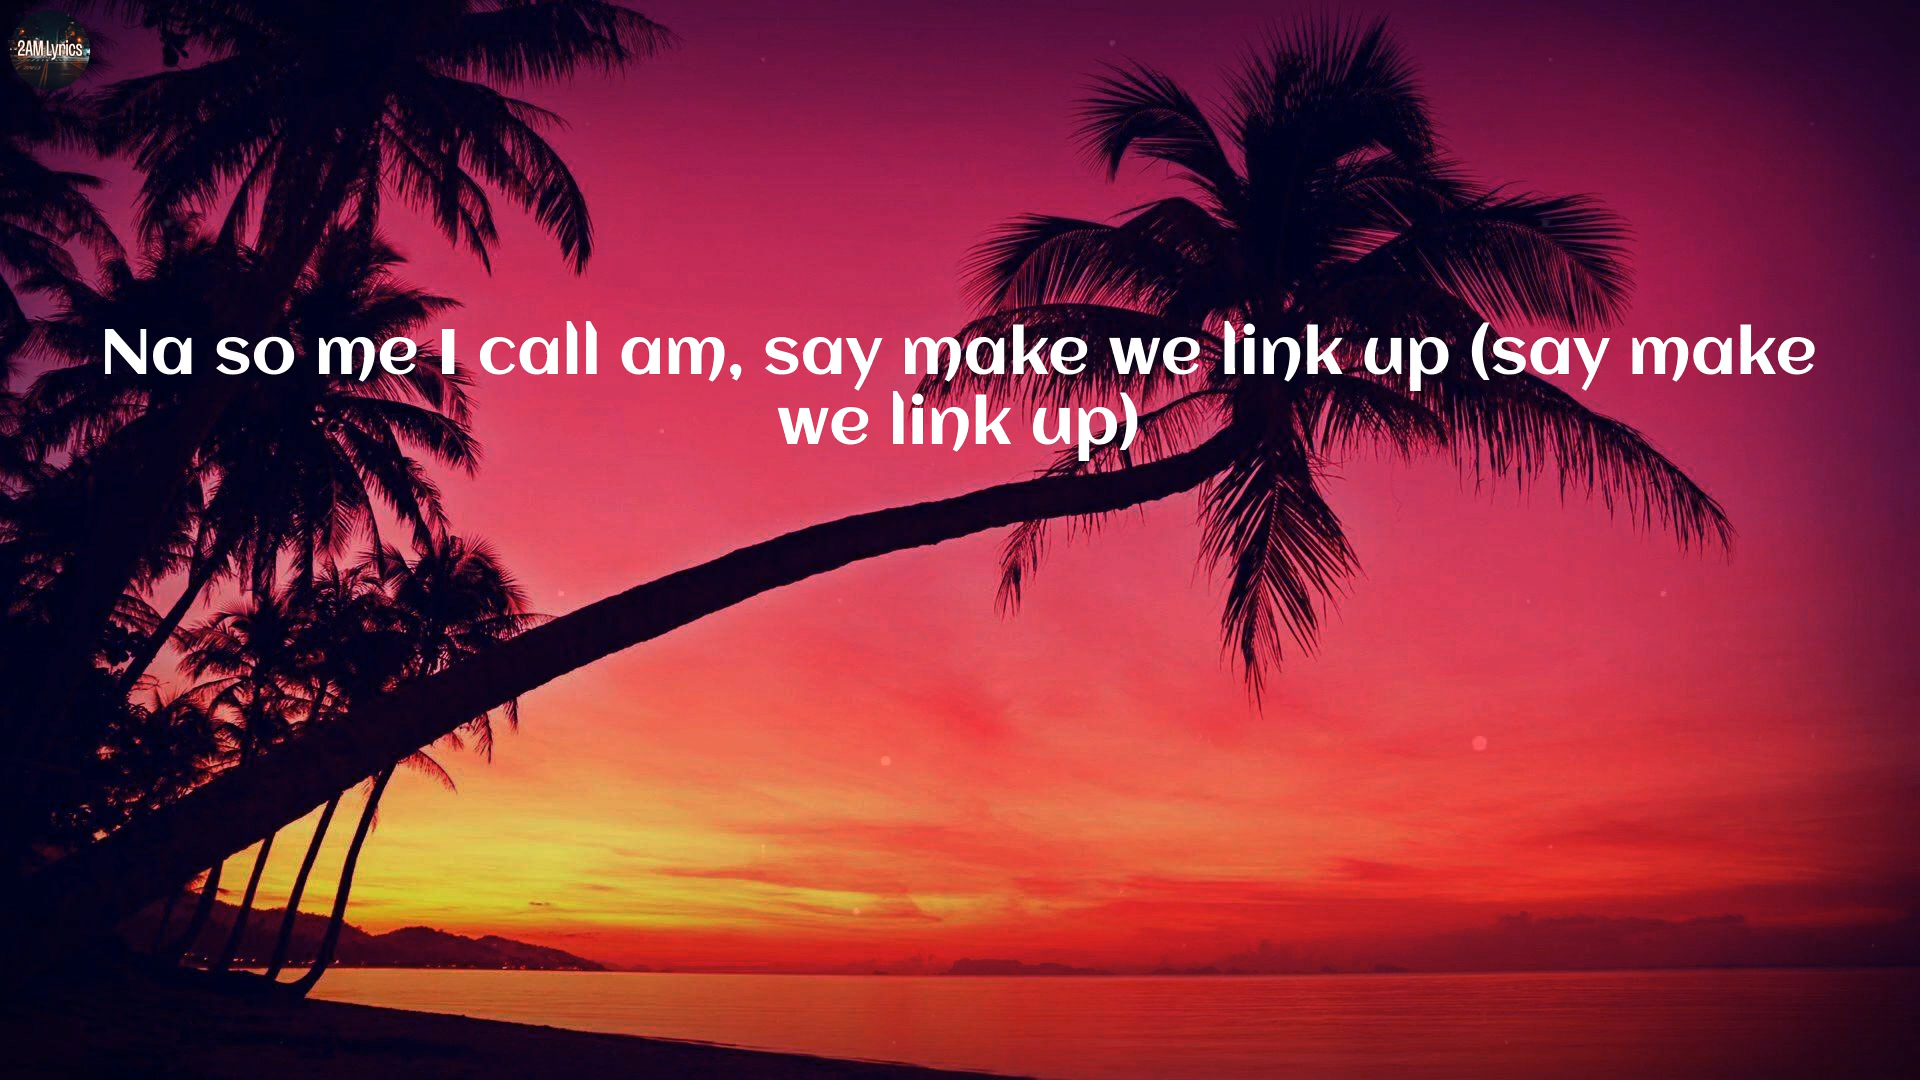 2AM Lyrics
Na so me I call am, say make we link up (say make
we link up)